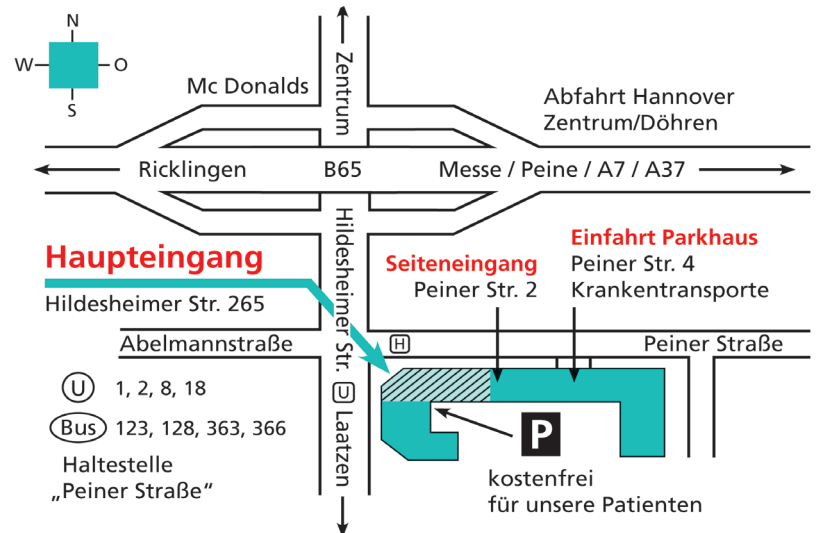 N
W
O
S
Mc Donalds
Zentrum
Abfahrt Hannover
Zentrum/Döhren
Ricklingen
B65
Messe / Peine / A7 / A37
Haupteingang
Hildesheimer Str. 265
Hildesheimer Str.
Seiteneingang
Peiner Str. 2
Einfahrt Parkhaus
Peiner Str. 4
Krankentransporte
Abelmannstraße
H
Peiner Straße
U
Laatzen
U 1, 2, 8, 18
Bus 123, 128, 363, 366
Haltestelle
„Peiner Straße“
P
kostenfrei
für unsere Patienten